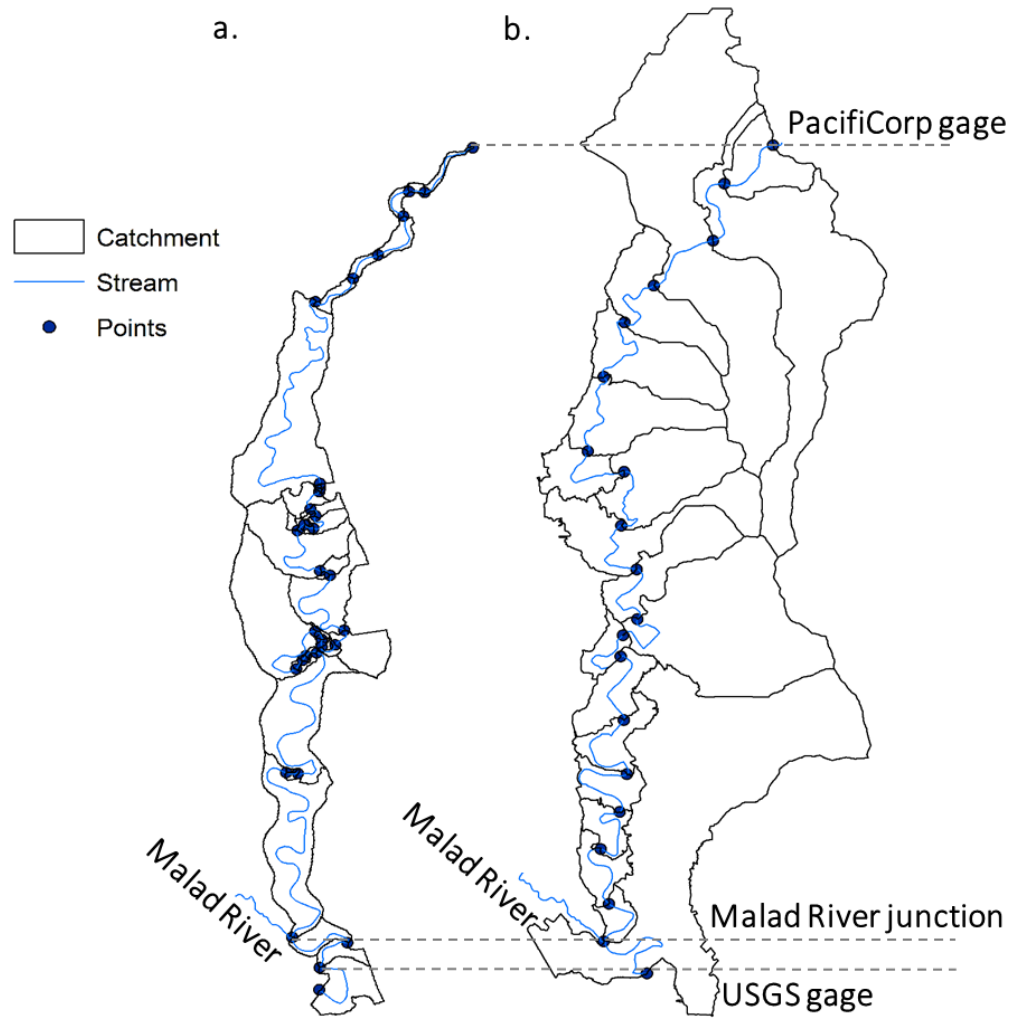 a.
b.
PacifiCorp gage
Catchment
Stream
Points
Malad River
Malad River
Malad River junction
USGS gage